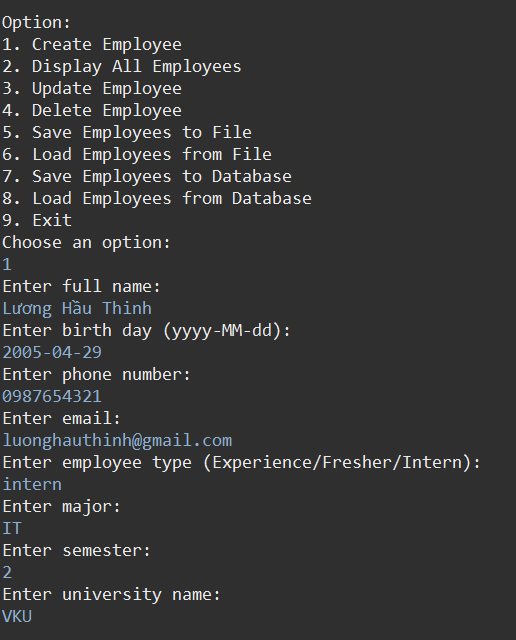 Option:
1. Create Employee
2. Display All Employees
3. Update Employee
4. Delete Employee
5. Save Employees to File
6. Load Employees from File
7. Save Employees to Database
8. Load Employees from Database
9. Exit
Choose an option:
1
Enter full name:
Lương Hầu Thinh
Enter birth day (yyyy-MM-dd):
2005-04-29
Enter phone number:
0987654321
Enter email:
luonghauthinh@gmail.com
Enter employee type (Experience/Fresher/Intern):
intern
Enter major:
IT
Enter semester:
2
Enter university name:
VKU